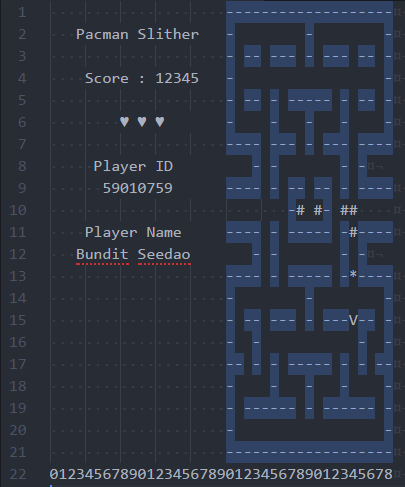 1
2 Pacman Slither
3
4 Score : 12345
5
6 ♥ ♥ ♥
7
8 Player ID
9 59010759
10 # # ##
11 Player Name #
12 Bundit Seedao
13 *
14
15 V
16
17
18
19
20
21
22 012345678901234567890123456789012345678